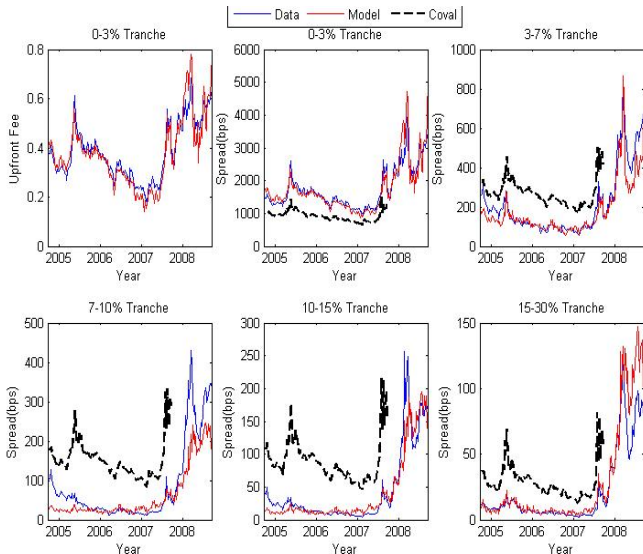 Data Model Coval
0-3% Tranche
0.8
0.6
0.4
0.2
0
Upfront Fee
2005 2006 2007 2008
Year
0-3% Tranche
6000
5000
4000
3000
2000
1000
0
Spread(bps)
2005 2006 2007 2008
Year
3-7% Tranche
1000
800
600
400
200
0
Spread(bps)
2005 2006 2007 2008
Year
7-10% Tranche
500
400
300
200
100
0
Spread(bps)
2005 2006 2007 2008
Year
10-15% Tranche
300
250
200
150
100
50
0
Spread(bps)
2005 2006 2007 2008
Year
15-30% Tranche
150
100
50
0
Spread(bps)
2005 2006 2007 2008
Year